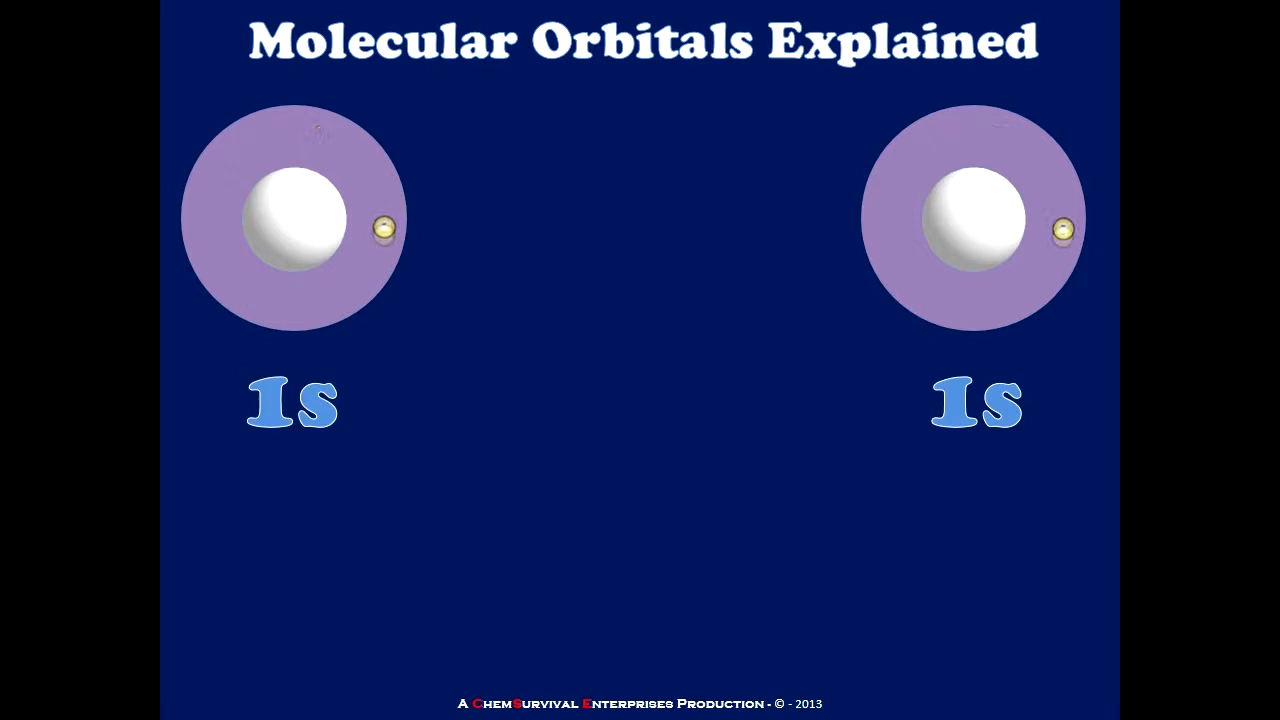 Molecular Orbitals Explained
1s 1s
A ChemSurvival Enterprises Production - © - 2013